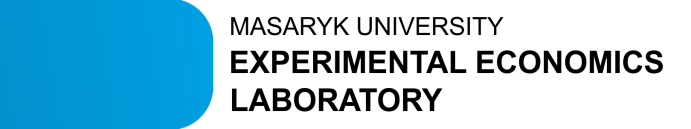 MASARYK UNIVERSITY
EXPERIMENTAL ECONOMICS
LABORATORY